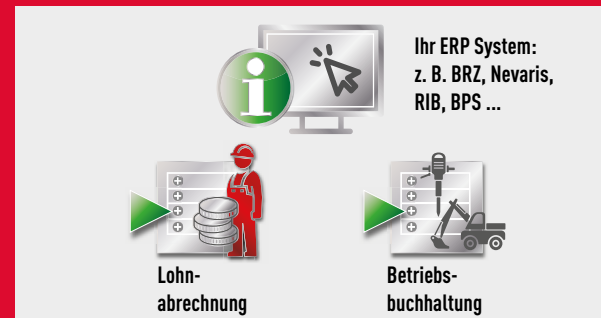 Ihr ERP System:
z. B. BRZ, Nevaris,
RIB, BPS ...
Lohn-
abrechnung
Betriebs-
buchhaltung